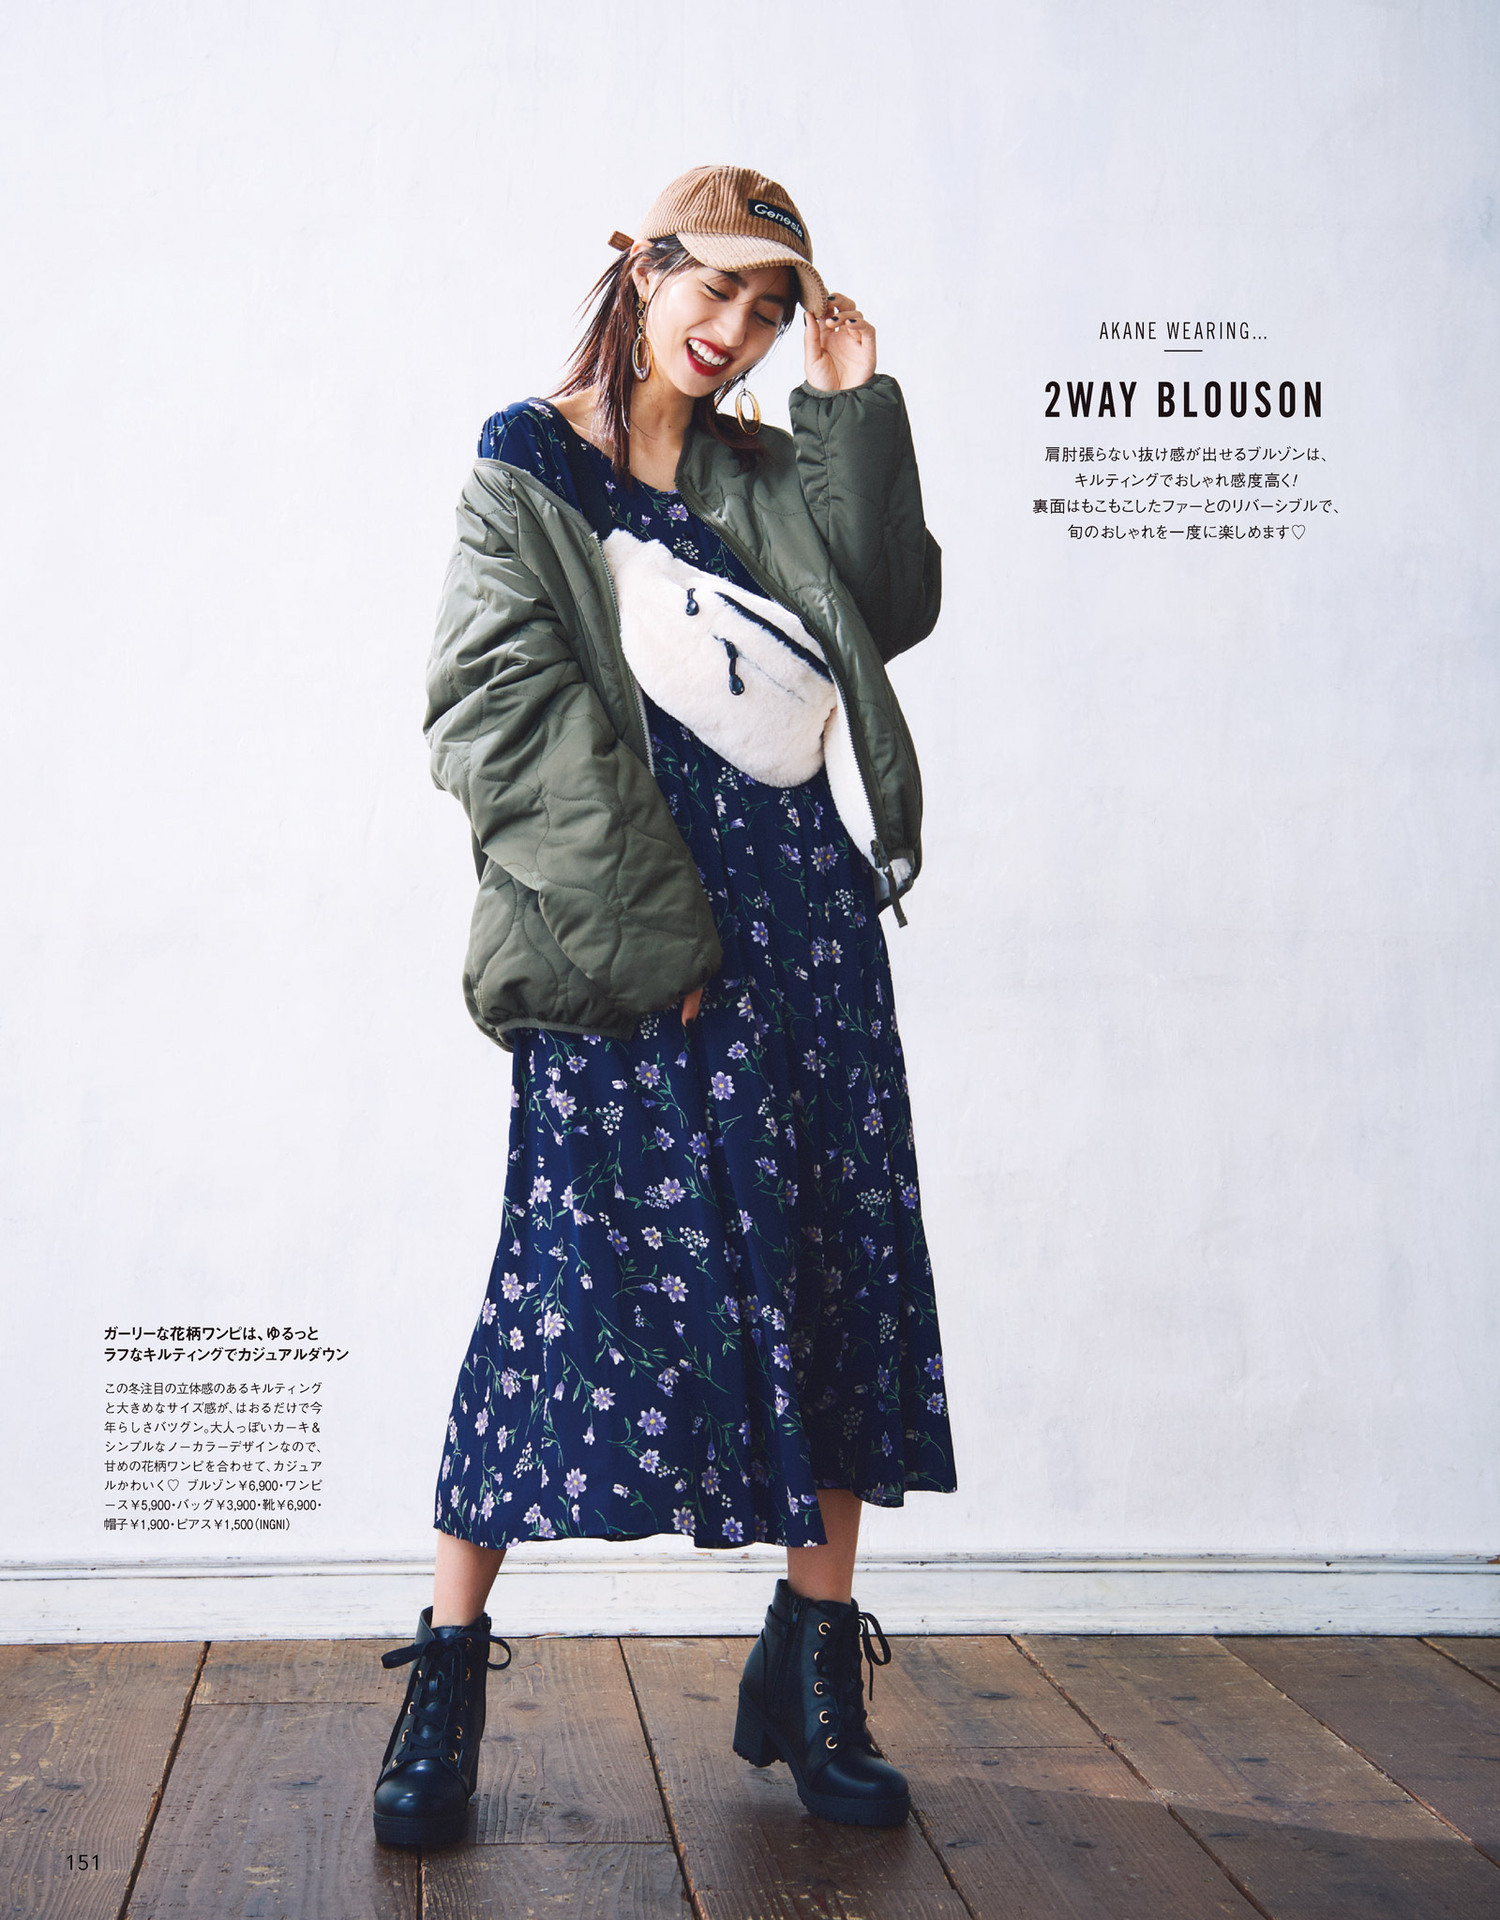 Genesis
AKANE WEARING...
2WAY BLOUSON
肩肘張らない抜け感が出せるブルゾンは、
キルティングでおしゃれ感度高く!
裏面はもこもこしたファーとのリバーシブルで、
旬のおしゃれを一度に楽しめます♡
ガーリーな花柄ワンピは、ゆるっと
ラフなキルティングでカジュアルダウン
この冬注目の立体感のあるキルティング
と大きめなサイズ感が、はおるだけで今
年らしさバツグン。大人っぽいカーキ&
シンプルなノーカラーデザインなので、
甘めの花柄ワンピを合わせて、カジュア
ルかわいく♡ ブルゾン¥6,900・ワンピ
ース¥5,900・バッグ¥3,900・靴¥6,900・
帽子¥1,900・ピアス¥1,500(INGNI)
151